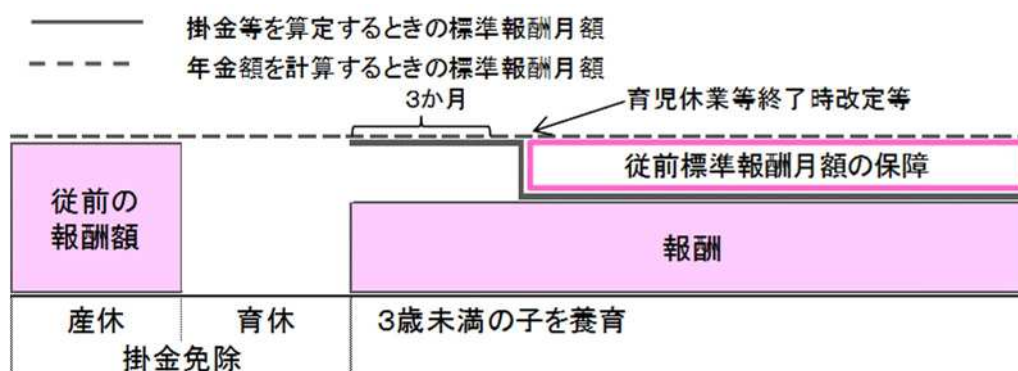 掛金等を算定するときの標準報酬月額
年金額を計算するときの標準報酬月額
3か月
育児休業等終了時改定等
従前標準報酬月額の保障
従前の
報酬額
報酬
産休
育休
3歳未満の子を養育
掛金免除